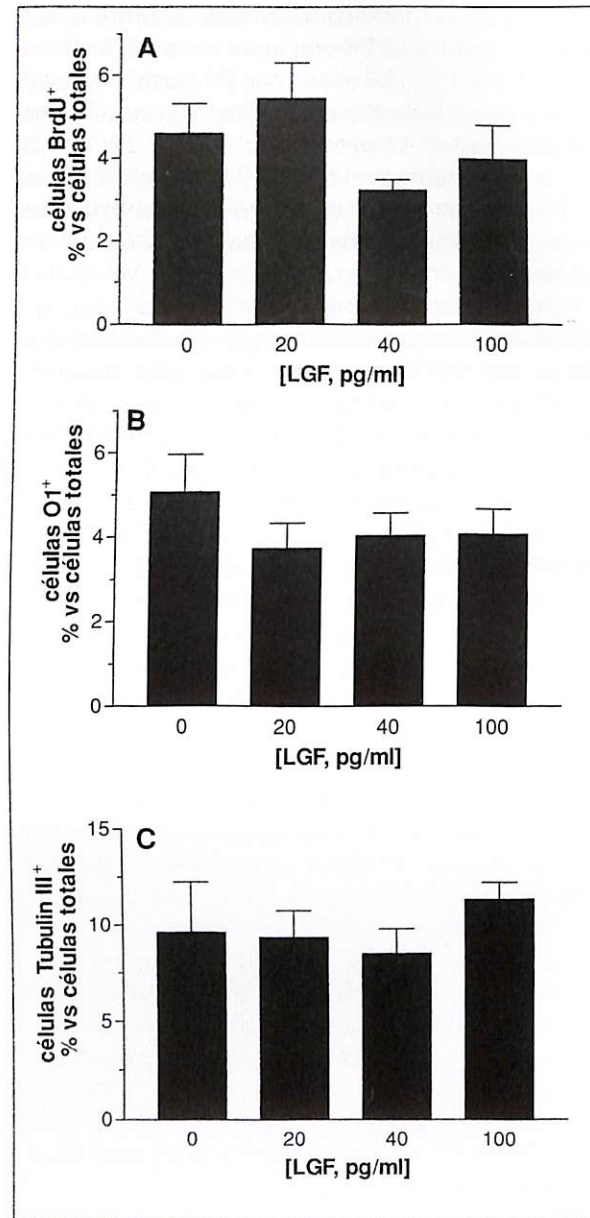 A
células BrdU+
% vs células totales
6
4
2
0
0 20 40 100
[LGF, pg/ml]
B
células O1+
% vs células totales
6
4
2
0
0 20 40 100
[LGF, pg/ml]
C
células Tubulin III+
% vs células totales
15
10
5
0
0 20 40 100
[LGF, pg/ml]